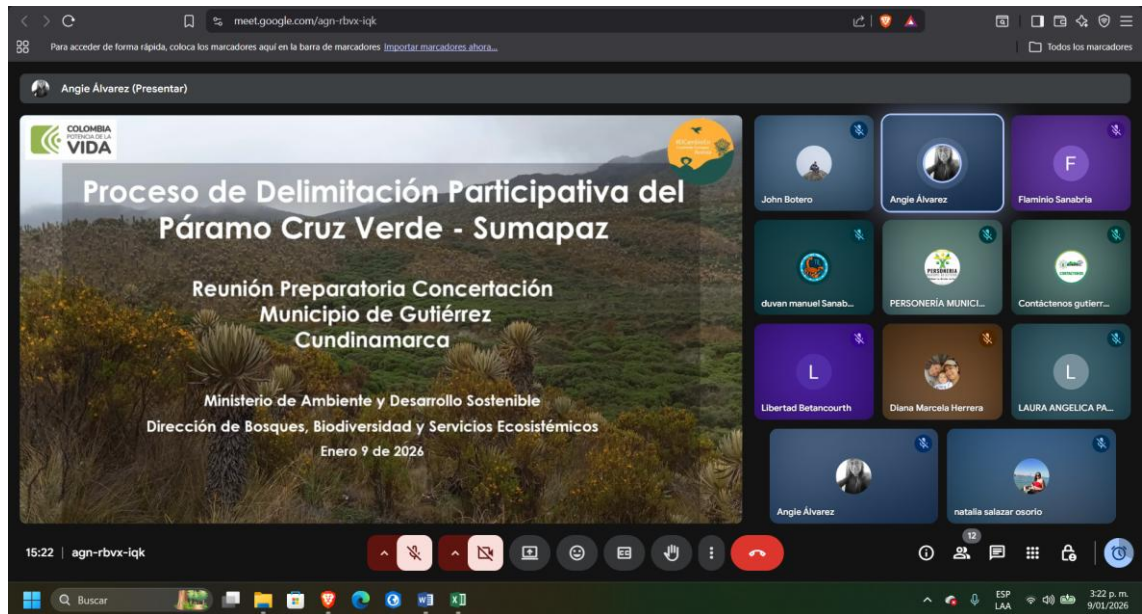 meet.google.com/agn-rbvx-iqk
Para acceder de forma rápida, coloca los marcadores aquí en la barra de marcadores Importar marcadores ahora...
Todos los marcadores
Angie Álvarez (Presentar)
COLOMBIA
POTENCIA DE LA
VIDA
Proceso de Delimitación Participativa del
Páramo Cruz Verde - Sumapaz
Reunión Preparatoria Concertación
Municipio de Gutiérrez
Cundinamarca
Ministerio de Ambiente y Desarrollo Sostenible
Dirección de Bosques, Biodiversidad y Servicios Ecosistémicos
Enero 9 de 2026
John Botero
Angie Álvarez
F
Flaminio Sanabria
duvan manuel Sanab...
PERSONERÍA
PERSONERÍA MUNICI...
Contáctenos gutierr...
L
Libertad Betancourth
Diana Marcela Herrera
L
LAURA ANGELICA PA...
Angie Álvarez
natalia salazar osorio
15:22 | agn-rbvx-iqk
12
Buscar
ESP
LAA
3:22 p. m.
9/01/2026